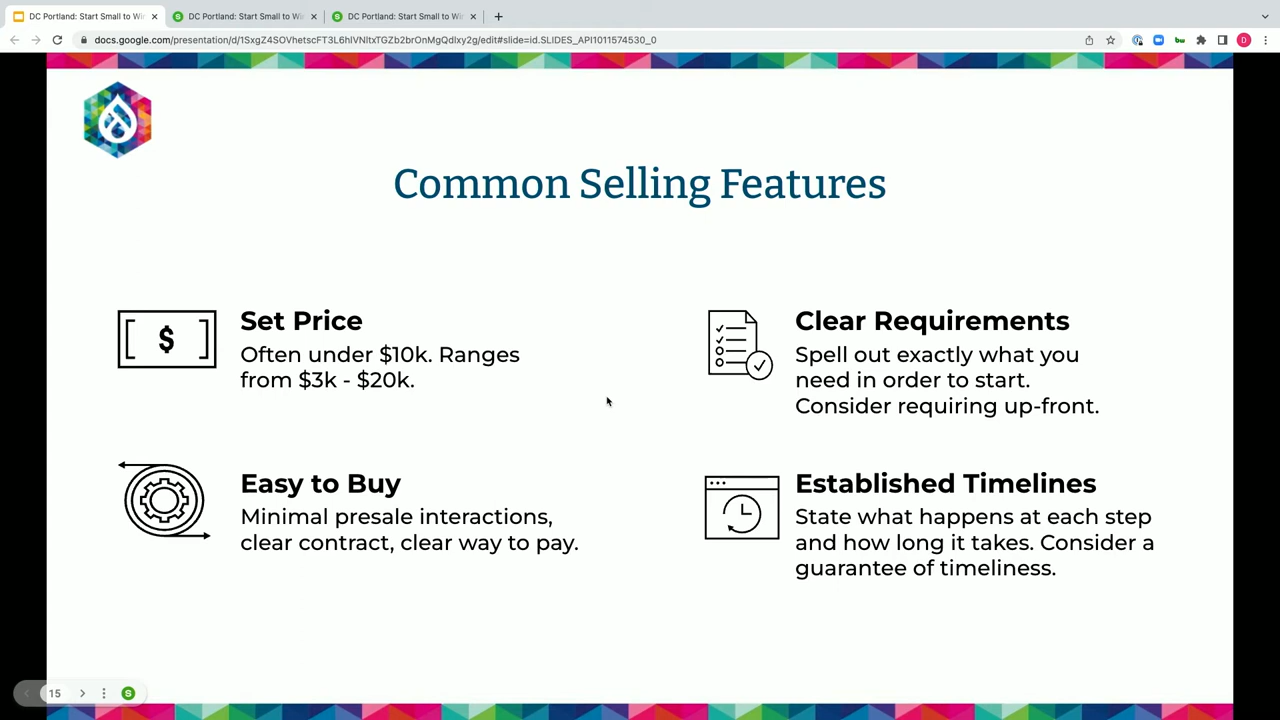 DC Portland: Start Small to Wi
DC Portland: Start Small to Wi
DC Portland: Start Small to Wi
docs.google.com/presentation/d/1SxgZ4SOVhetscFT3L6hlVNltxTGZb2brOnMgQdlxy2g/edit#slide=id.SLIDES_API1011574530_0
bw
D
Common Selling Features
$
Set Price
Often under $10k. Ranges
from $3k - $20k.
Clear Requirements
Spell out exactly what you
need in order to start.
Consider requiring up-front.
Easy to Buy
Minimal presale interactions,
clear contract, clear way to pay.
Established Timelines
State what happens at each step
and how long it takes. Consider a
guarantee of timeliness.
15
S